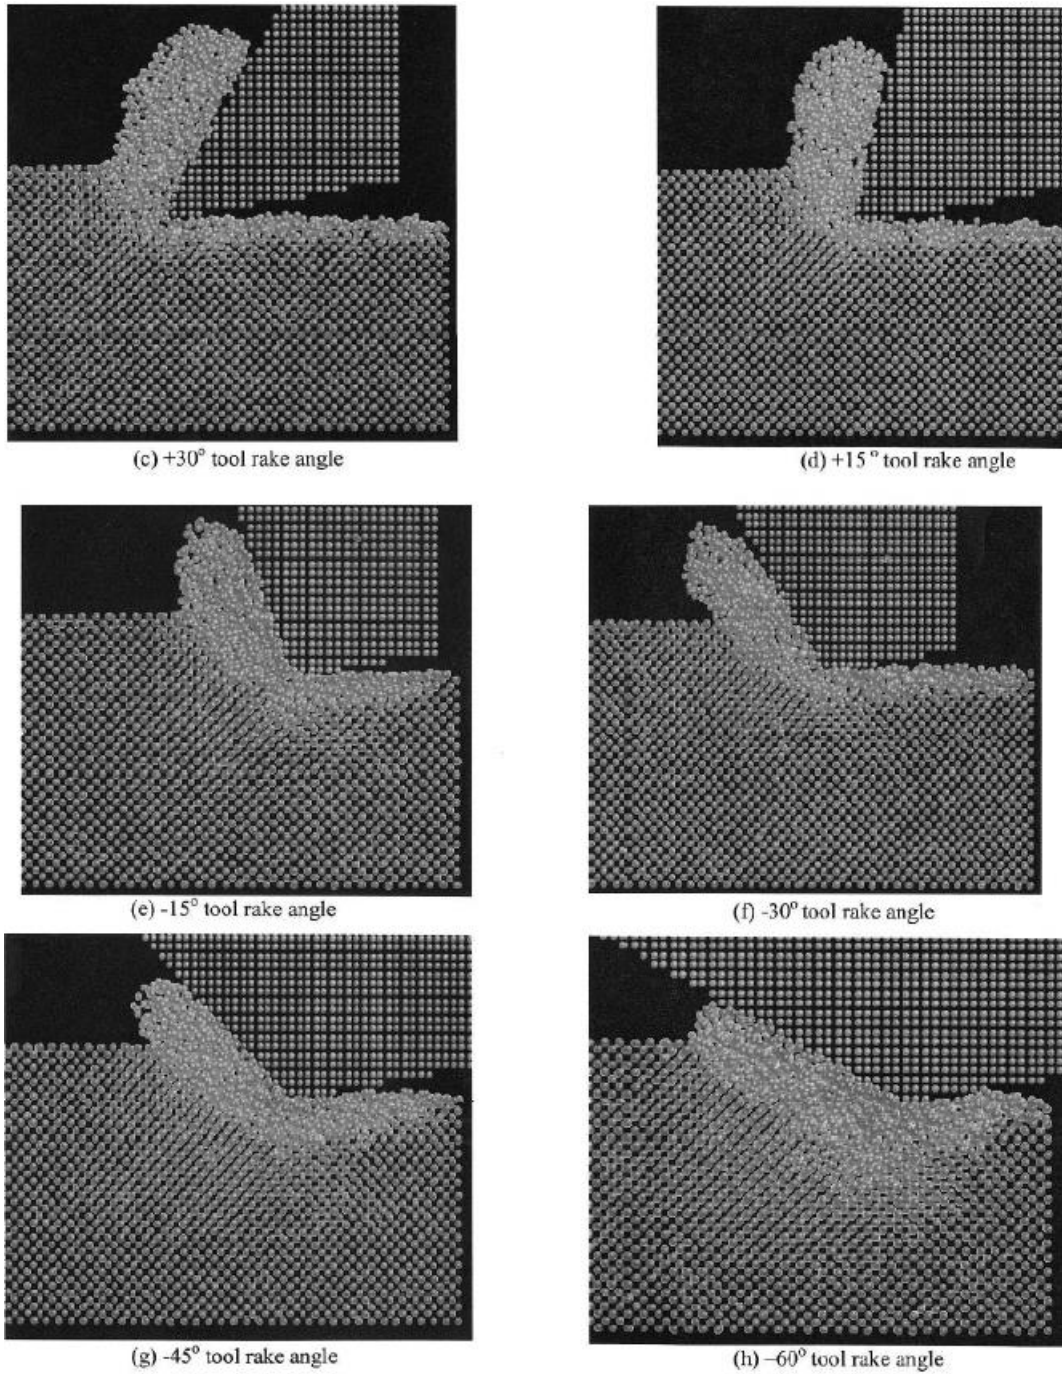 (c) +30° tool rake angle
(d) +15 ° tool rake angle
(e) -15° tool rake angle
(f) -30° tool rake angle
(g) -45° tool rake angle
(h) –60° tool rake angle